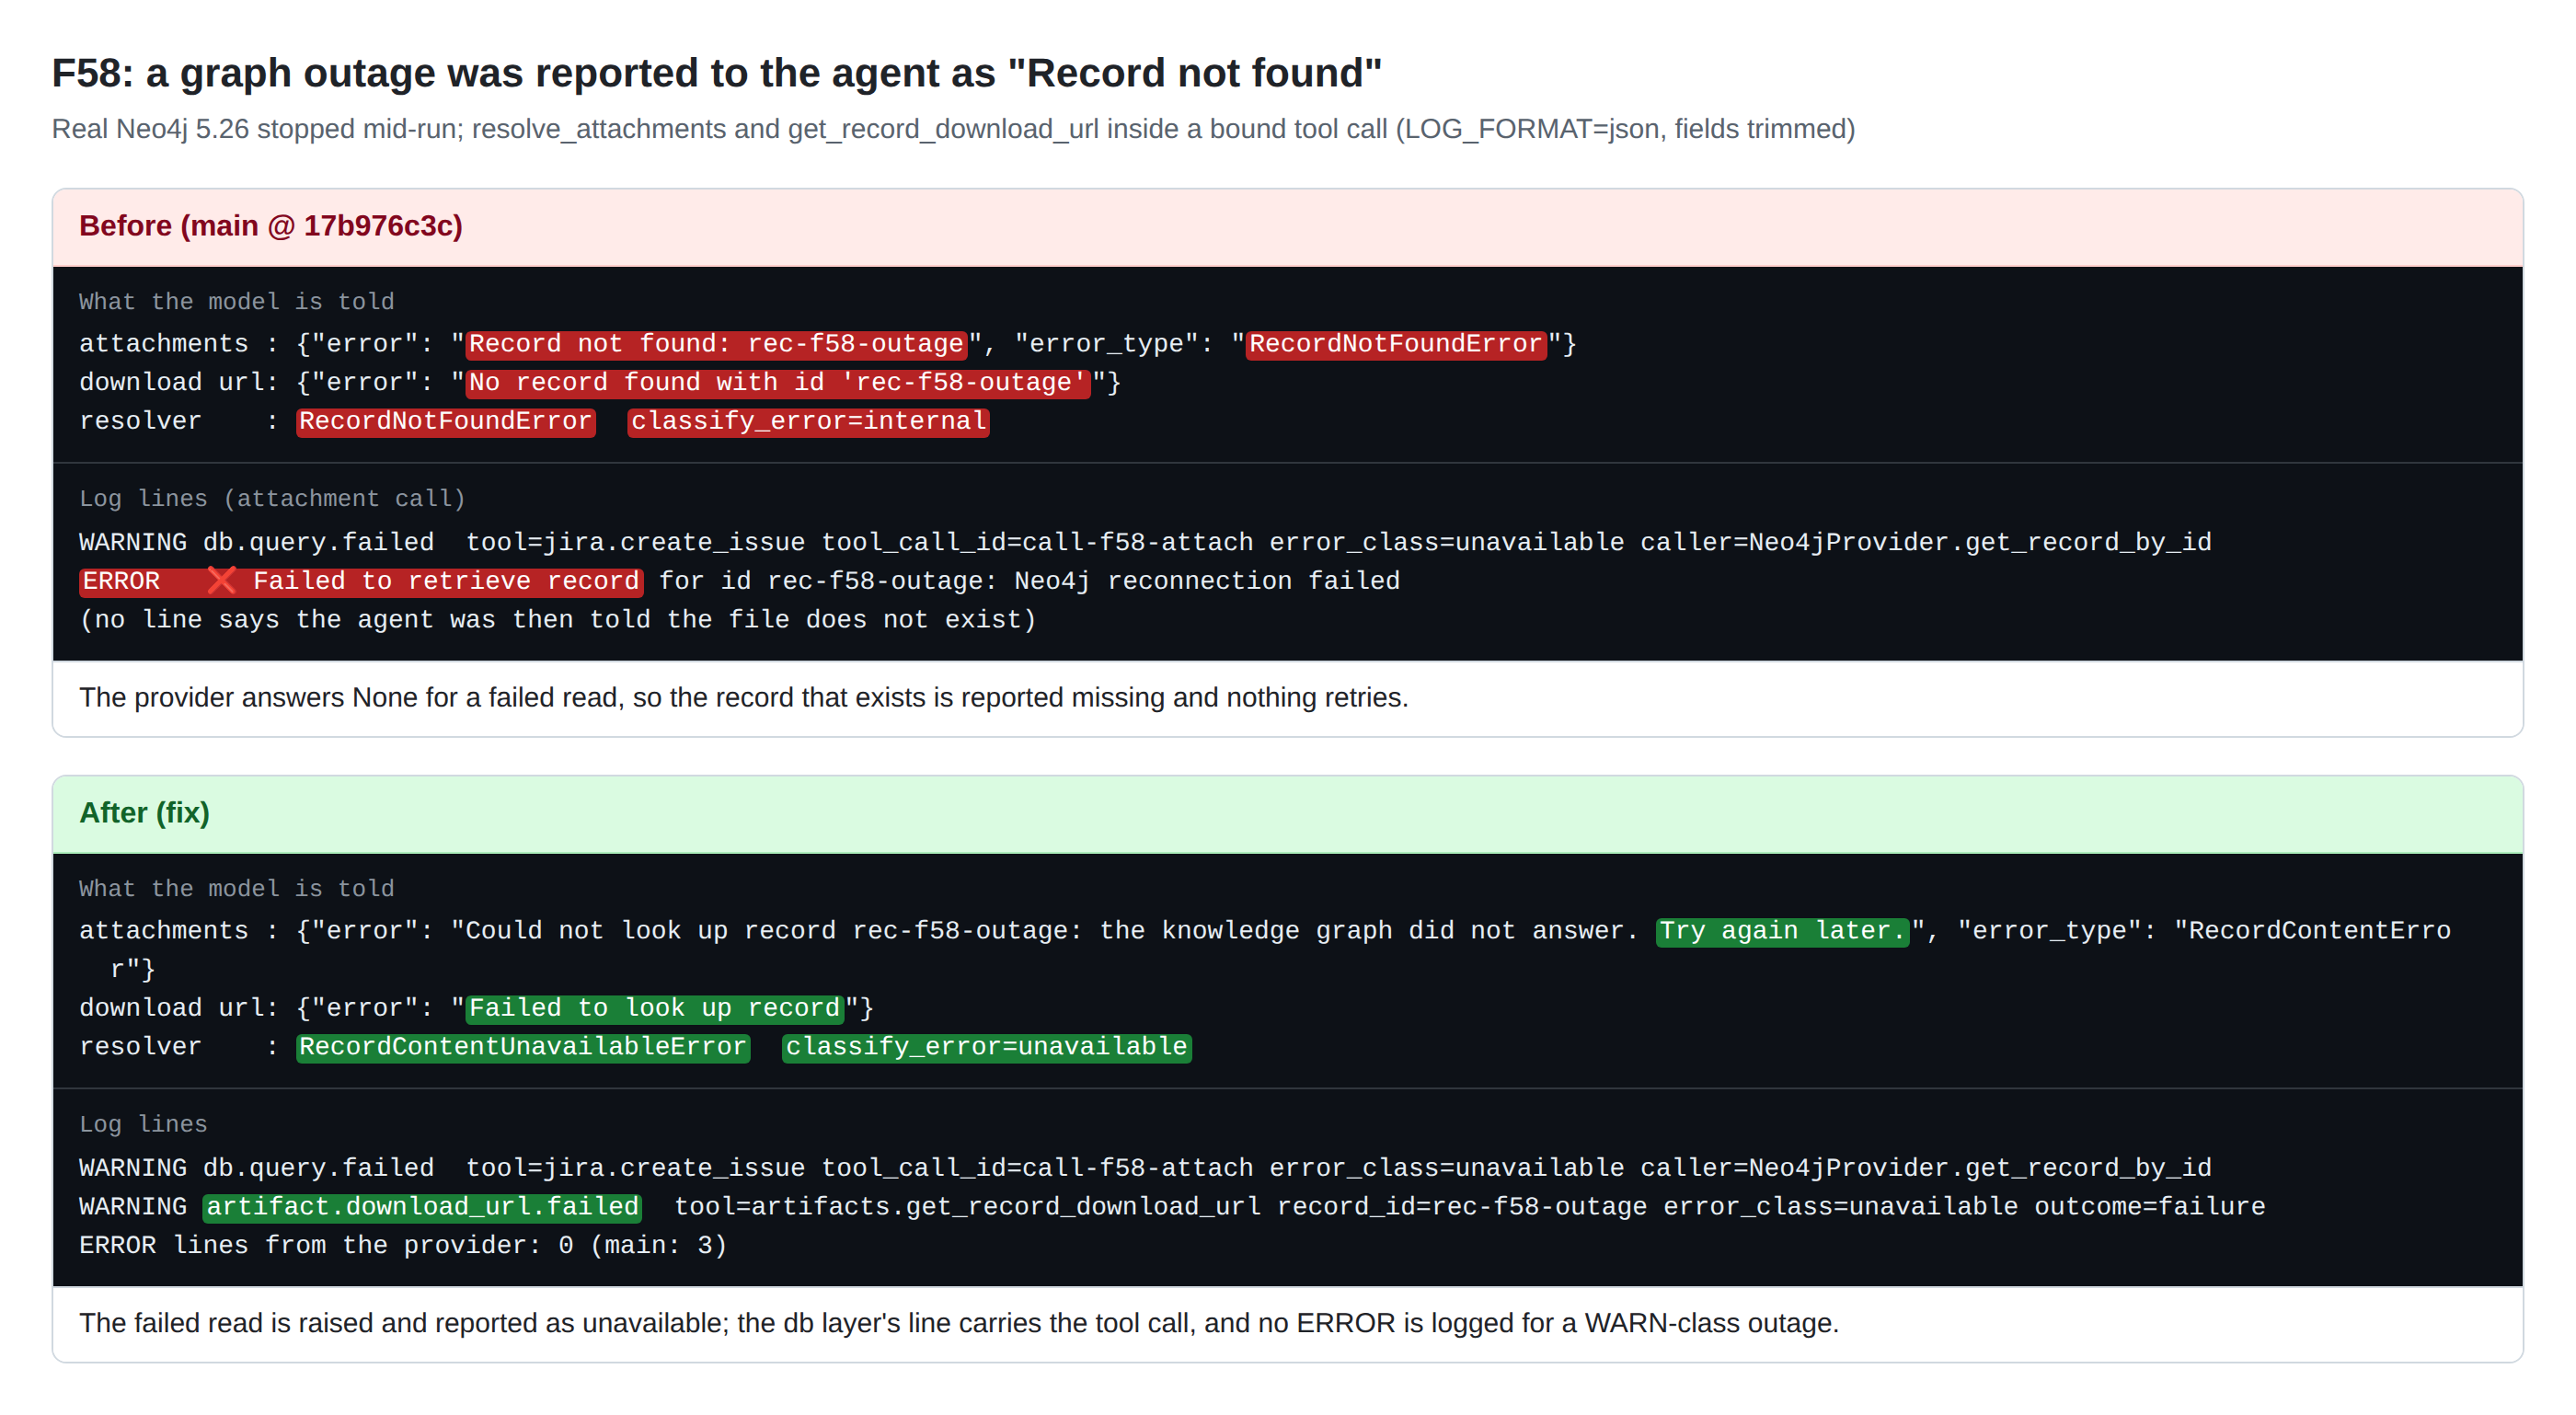 F58: a graph outage was reported to the agent as "Record not found"
Real Neo4j 5.26 stopped mid-run; resolve_attachments and get_record_download_url inside a bound tool call (LOG_FORMAT=json, fields trimmed)
Before (main @ 17b976c3c)
What the model is told
attachments : {"error": "Record not found: rec-f58-outage", "error_type": "RecordNotFoundError"}
download url: {"error": "No record found with id 'rec-f58-outage'"}
resolver    : RecordNotFoundError  classify_error=internal
Log lines (attachment call)
WARNING db.query.failed  tool=jira.create_issue tool_call_id=call-f58-attach error_class=unavailable caller=Neo4jProvider.get_record_by_id
ERROR   ❌ Failed to retrieve record for id rec-f58-outage: Neo4j reconnection failed
(no line says the agent was then told the file does not exist)
The provider answers None for a failed read, so the record that exists is reported missing and nothing retries.
After (fix)
What the model is told
attachments : {"error": "Could not look up record rec-f58-outage: the knowledge graph did not answer. Try again later.", "error_type": "RecordContentErro
r"}
download url: {"error": "Failed to look up record"}
resolver    : RecordContentUnavailableError  classify_error=unavailable
Log lines
WARNING db.query.failed  tool=jira.create_issue tool_call_id=call-f58-attach error_class=unavailable caller=Neo4jProvider.get_record_by_id
WARNING artifact.download_url.failed  tool=artifacts.get_record_download_url record_id=rec-f58-outage error_class=unavailable outcome=failure
ERROR lines from the provider: 0 (main: 3)
The failed read is raised and reported as unavailable; the db layer's line carries the tool call, and no ERROR is logged for a WARN-class outage.